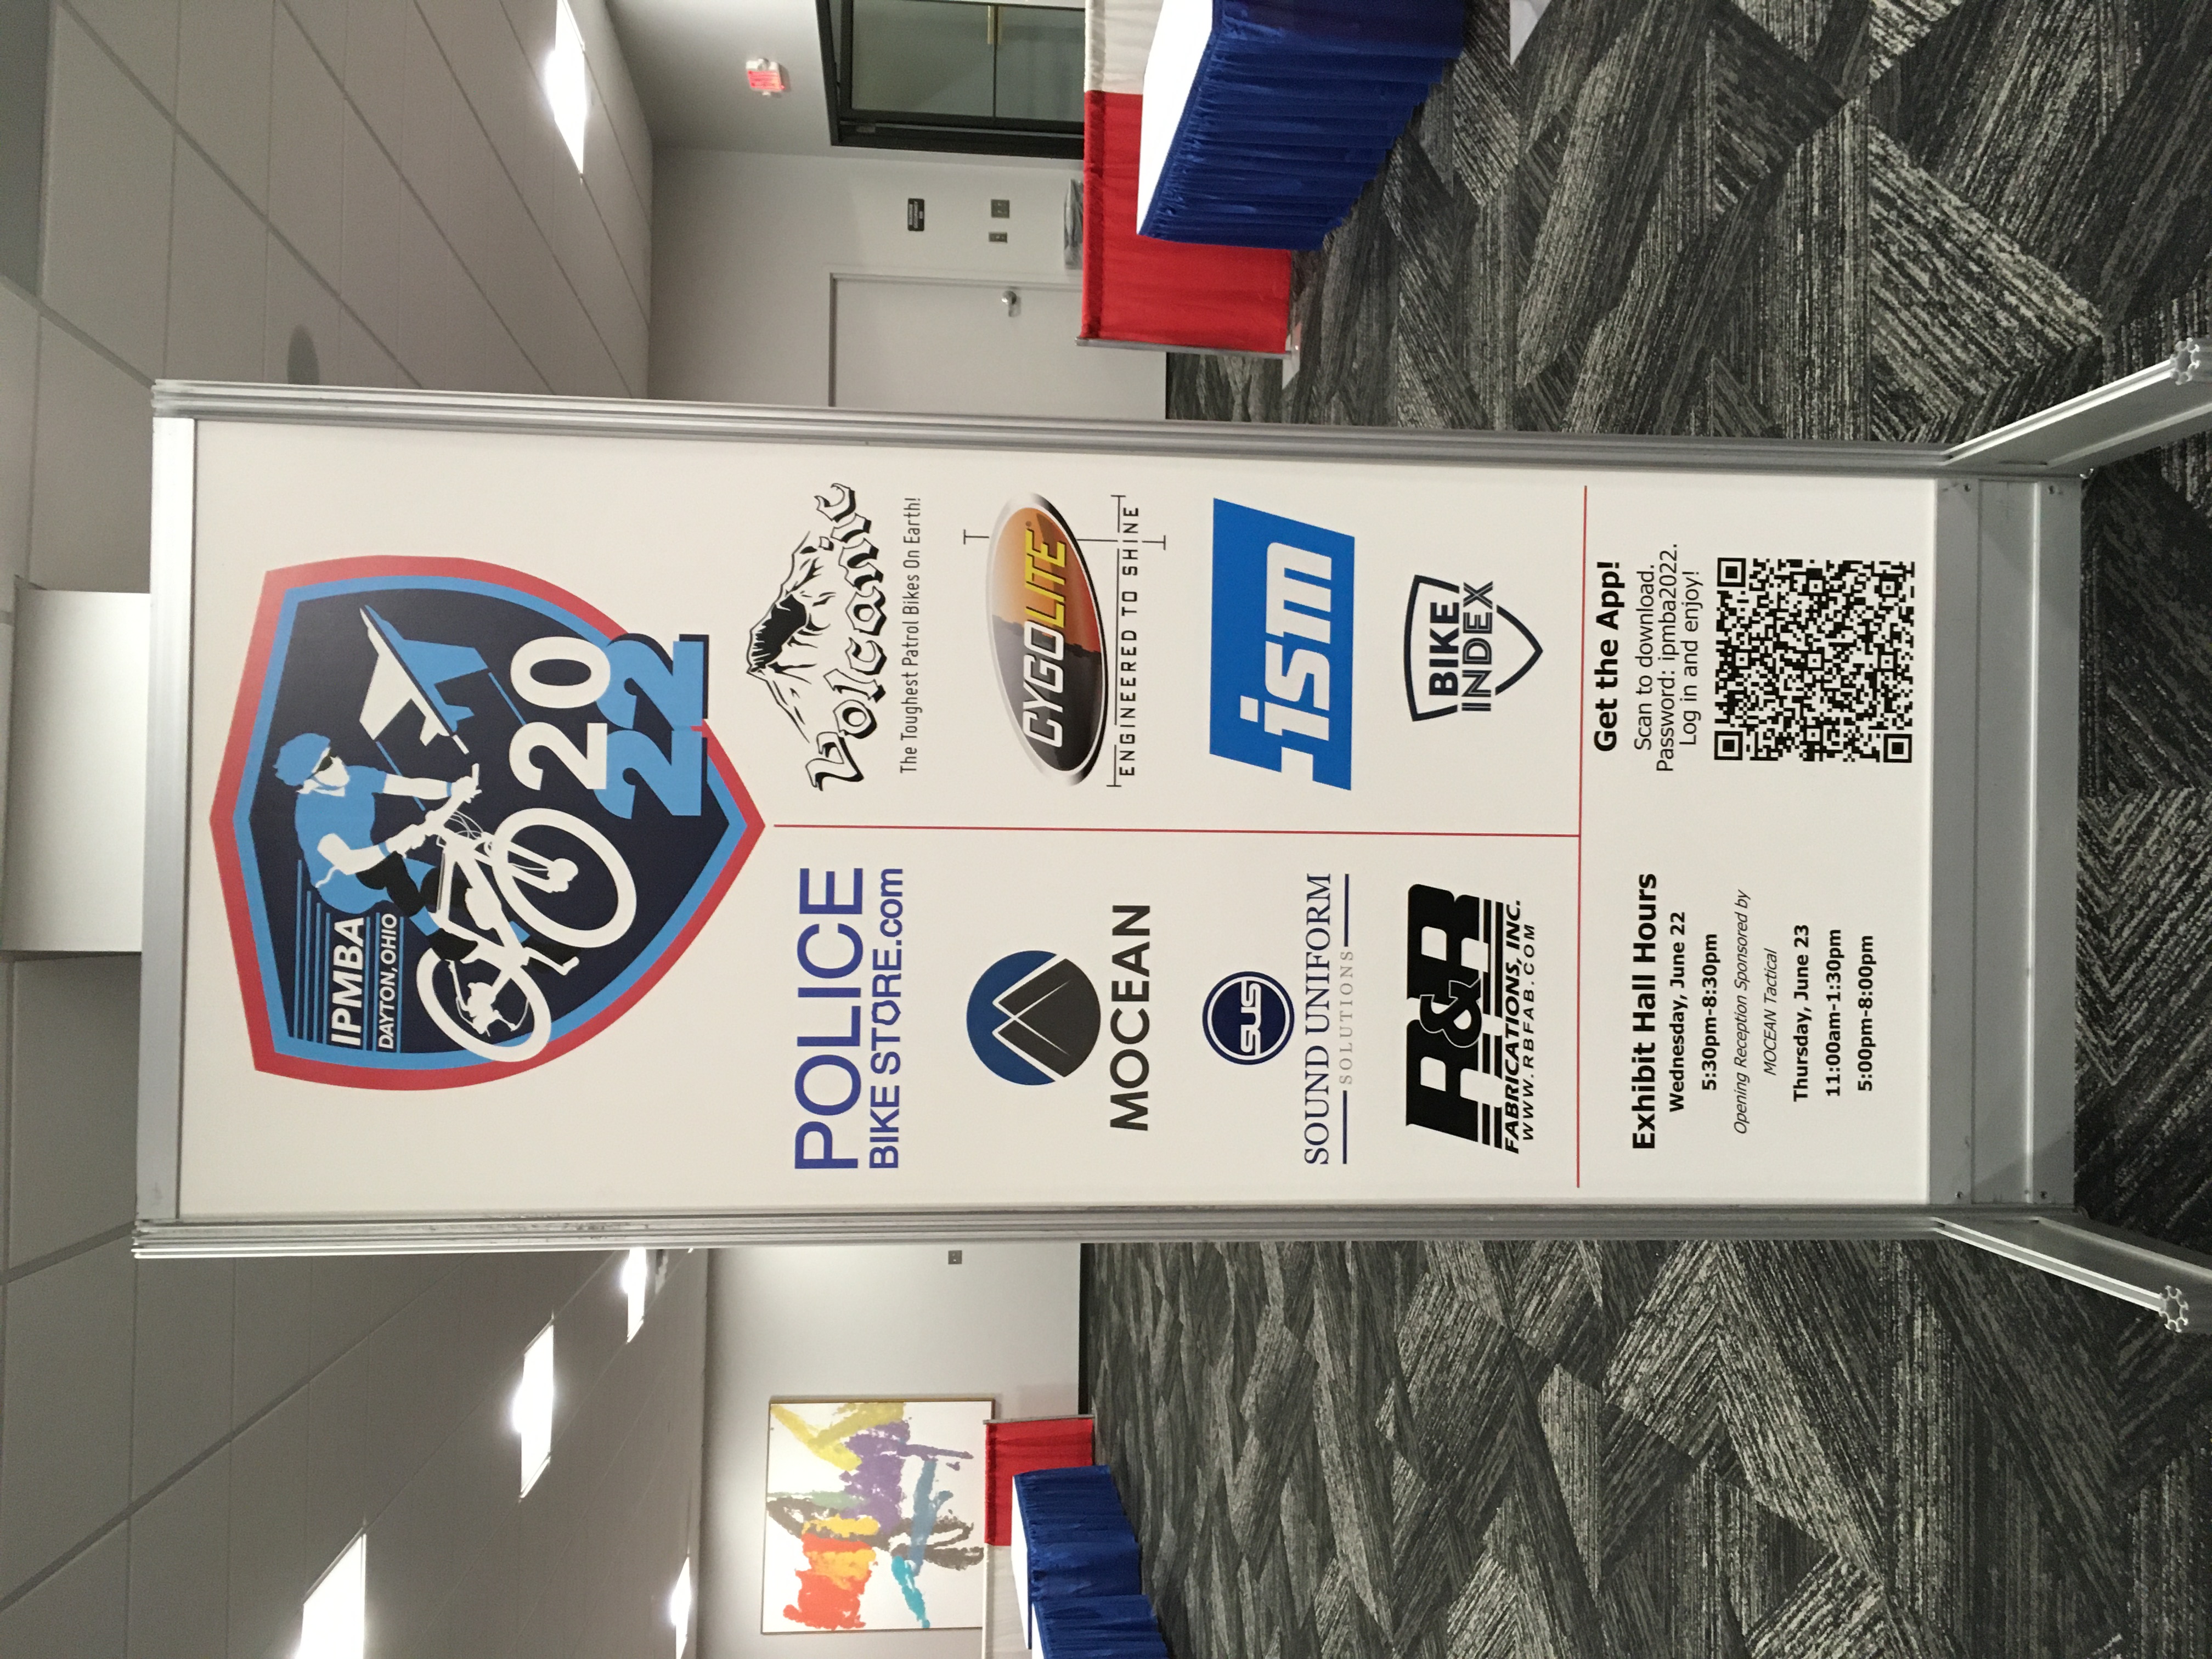 IPMBA
DAYTON, OHIO
20
22
POLICE
BIKE STORE.com
Volcanic
The Toughest Patrol Bikes On Earth!
MOCEAN
CYGOLITE®
ENGINEERED TO SHINE
SUS
SOUND UNIFORM
SOLUTIONS
ism
R&R
FABRICATIONS, INC.
WWW.RBFAB.COM
BIKE
INDEX
Exhibit Hall Hours
Wednesday, June 22
5:30pm-8:30pm
Opening Reception Sponsored by
MOCEAN Tactical
Thursday, June 23
11:00am-1:30pm
5:00pm-8:00pm
Get the App!
Scan to download.
Password: ipmba2022.
Log in and enjoy!